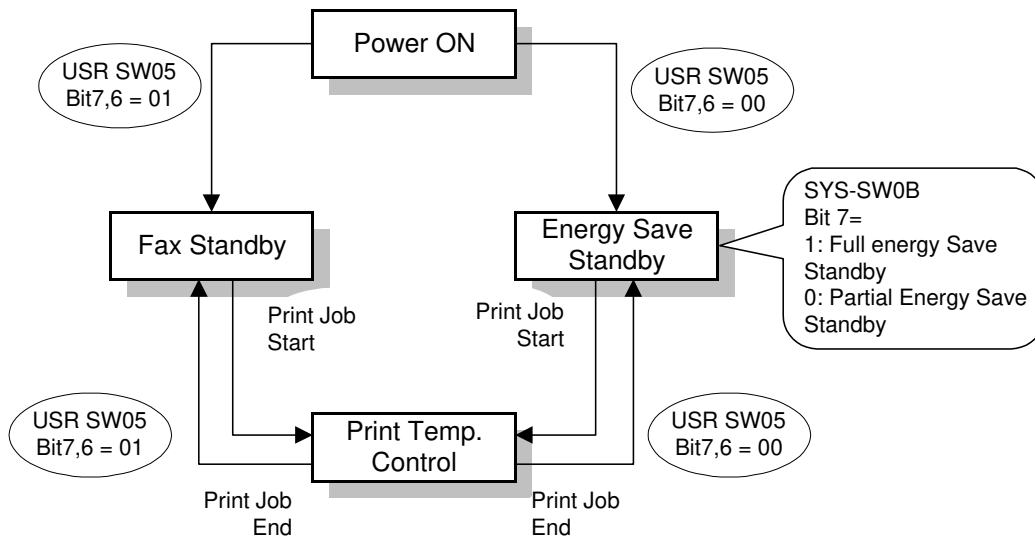 Power ON
USR SW05
Bit7,6 = 01
USR SW05
Bit7,6 = 00
Fax Standby
Energy Save
Standby
SYS-SW0B
Bit 7=
1: Full energy Save
Standby
0: Partial Energy Save
Standby
Print Job
Start
Print Job
Start
USR SW05
Bit7,6 = 01
Print Temp.
Control
USR SW05
Bit7,6 = 00
Print Job
End
Print Job
End